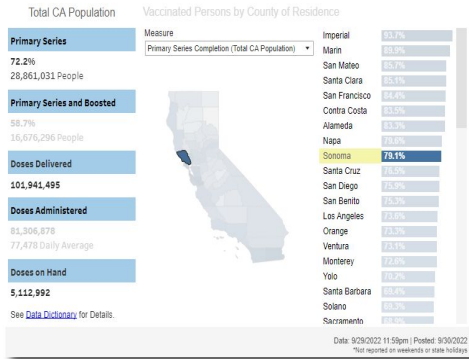 Total CA Population
Vaccinated Persons by County of Residence
Primary Series
72.2%
28,861,031 People
Primary Series and Boosted
58.7%
16,676,296 People
Doses Delivered
101,941,495
Doses Administered
81,306,878
77,478 Daily Average
Doses on Hand
5,112,992
See Data Dictionary for Details.
Measure
Primary Series Completion (Total CA Population)
Imperial 93.7%
Marin 89.9%
San Mateo 85.7%
Santa Clara 85.1%
San Francisco 84.4%
Contra Costa 83.5%
Alameda 83.7%
Napa 79.6%
Sonoma 79.1%
Santa Cruz 76.5%
San Diego 75.9%
San Benito 75.3%
Los Angeles 73.8%
Orange 73.3%
Ventura 73.1%
Monterey 72.6%
Yolo 70.2%
Santa Barbara 69.4%
Solano 69.3%
Sacramento
Data: 9/29/2022 11:59pm | Posted: 9/30/2022
*Not reported on weekends or state holidays